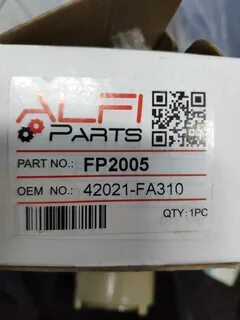 ALFI
PARTS
PART NO.: FP2005
OEM NO.: 42021-FA310
QTY: 1PC